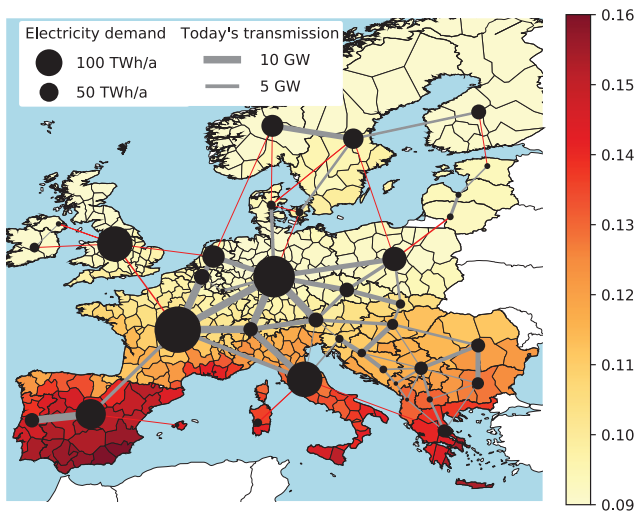 Electricity demand
100 TWh/a
50 TWh/a
Today's transmission
10 GW
5 GW
0.16
0.15
0.14
0.13
0.12
0.11
0.10
0.09